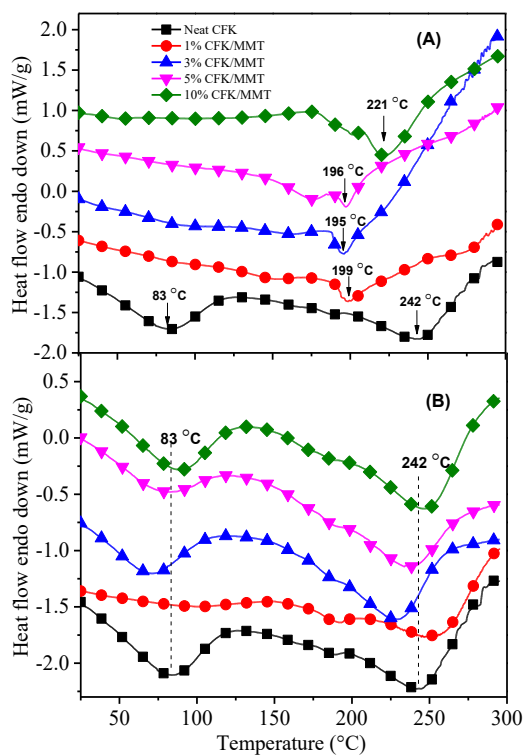 Neat CFK
1% CFK/MMT
3% CFK/MMT
5% CFK/MMT
10% CFK/MMT
(A)
Heat flow endo down (mW/g)
2.0
1.5
1.0
0.5
0.0
-0.5
-1.0
-1.5
-2.0
221 °C
196 °C
195 °C
199 °C
83 °C
242 °C
(B)
Heat flow endo down (mW/g)
0.5
0.0
-0.5
-1.0
-1.5
-2.0
83 °C
242 °C
50 100 150 200 250 300
Temperature (°C)